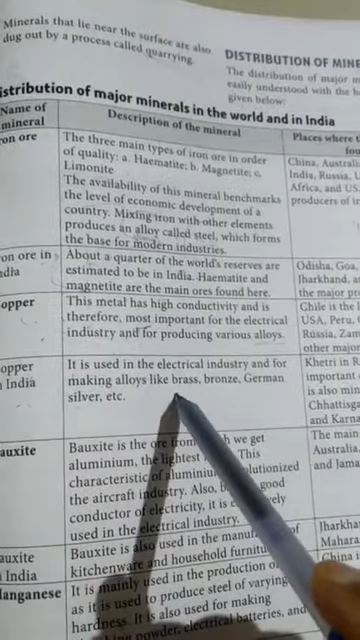 Minerals that lie near the surface are also
dug out by a process called quarrying.
DISTRIBUTION OF MINE
The distribution of major m
easily understood with the h
given below:
istribution of major minerals in the world and in India
Name of
mineral
Description of the mineral
Places where t
fou
ron ore
The three main types of iron ore in order
of quality: a. Haematite; b. Magnetite; c.
Limonite
The availability of this mineral benchmarks
the level of economic development of a
country. Mixing iron with other elements
produces an alloy called steel, which forms
the base for modern industries.
China, Australi
India, Russia, U
Africa, and US
producers of ir
ron ore in
ndia
About a quarter of the world's reserves are
estimated to be in India. Haematite and
magnetite are the main ores found here.
Odisha, Goa,
Jharkhand, a
the major pr
opper
This metal has high conductivity and is
therefore, most important for the electrical
industry and for producing various alloys.
Chile is the l
USA, Peru,
Russia, Zam
other major
opper
n India
It is used in the electrical industry and for
making alloys like brass, bronze, German
silver, etc.
Khetri in R
important
is also min
Chhattisga
and Karna
auxite
Bauxite is the ore from h we get
aluminium, the lightest This
characteristic of aluminiu olutionized
the aircraft industry. Also, b good
conductor of electricity, it is ely
used in the electrical industry.
The main
Australia,
and Jama
auxite
n India
Bauxite is also used in the manuf of
kitchenware and household furnitu
Jharkha
Mahara
Manganese
It is mainly used in the production o
as it is used to produce steel of varying
hardness. It is also used for making
powder, electrical batteries, and
China t